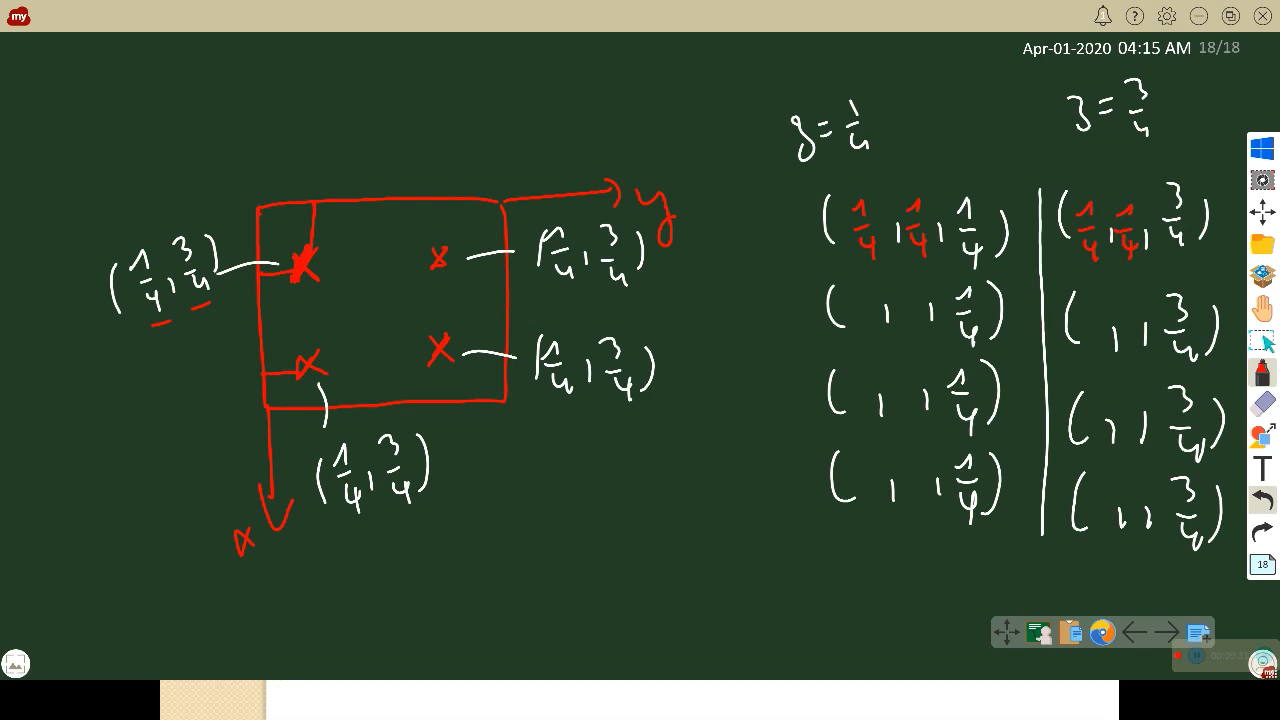 my
Apr-01-2020 04:15 AM 18/18
z = 1/4
z = 3/4
y
x
(1/4, 3/4)
(1/4, 3/4)
(1/4, 3/4)
(1/4, 3/4)
(1/4, 1/4, 1/4)
( , , 1/4)
( , , 1/4)
( , , 1/4)
(1/4, 1/4, 3/4)
( , , 3/4)
( , , 3/4)
( , , 3/4)
T
18